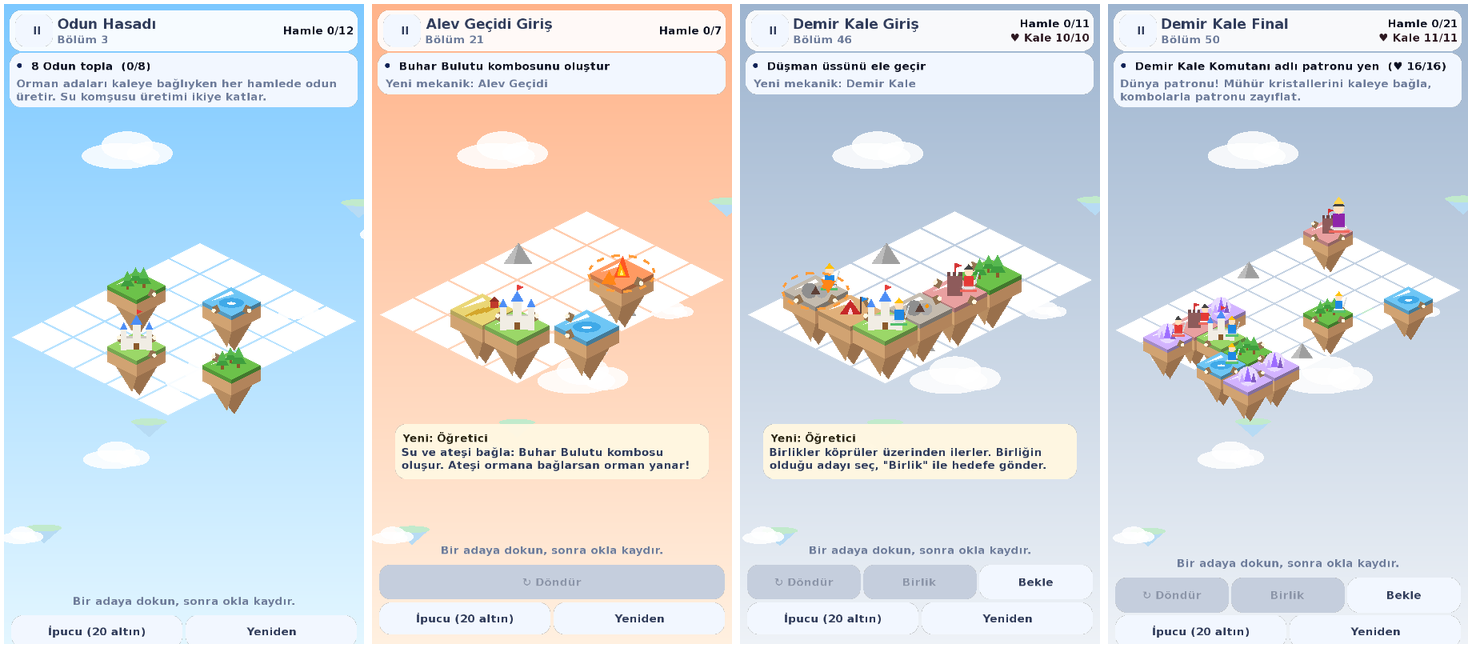 Odun Hasadı
Bölüm 3
Hamle 0/12
• 8 Odun topla (0/8)
Orman adaları kaleye bağlıyken her hamlede odun
üretir. Su komşusu üretimi ikiye katlar.
Bir adaya dokun, sonra okla kaydır.
İpucu (20 altın)
Yeniden
Alev Geçidi Giriş
Bölüm 21
Hamle 0/7
• Buhar Bulutu kombosunu oluştur
Yeni mekanik: Alev Geçidi
Yeni: Öğretici
Su ve ateşi bağla: Buhar Bulutu kombosu
oluşur. Ateşi ormana bağlarsan orman yanar!
Bir adaya dokun, sonra okla kaydır.
↻ Döndür
İpucu (20 altın)
Yeniden
Demir Kale Giriş
Bölüm 46
Hamle 0/11
♥ Kale 10/10
• Düşman üssünü ele geçir
Yeni mekanik: Demir Kale
Yeni: Öğretici
Birlikler köprüler üzerinden ilerler. Birliğin
olduğu adayı seç, "Birlik" ile hedefe gönder.
Bir adaya dokun, sonra okla kaydır.
↻ Döndür
Birlik
Bekle
İpucu (20 altın)
Yeniden
Demir Kale Final
Bölüm 50
Hamle 0/21
♥ Kale 11/11
• Demir Kale Komutanı adlı patronu yen (♥ 16/16)
Dünya patronu! Mühür kristallerini kaleye bağla,
kombolarla patronu zayıflat.
Bir adaya dokun, sonra okla kaydır.
↻ Döndür
Birlik
Bekle
İpucu (20 altın)
Yeniden